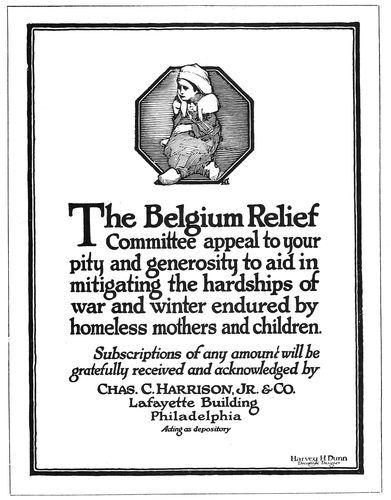 The Belgium Relief
Committee appeal to your
pity and generosity to aid in
mitigating the hardships of
war and winter endured by
homeless mothers and children.
Subscriptions of any amount will be
gratefully received and acknowledged by
CHAS. C. HARRISON, JR. & CO.
Lafayette Building
Philadelphia
Acting as depository
Harvey H Dunn
Designer